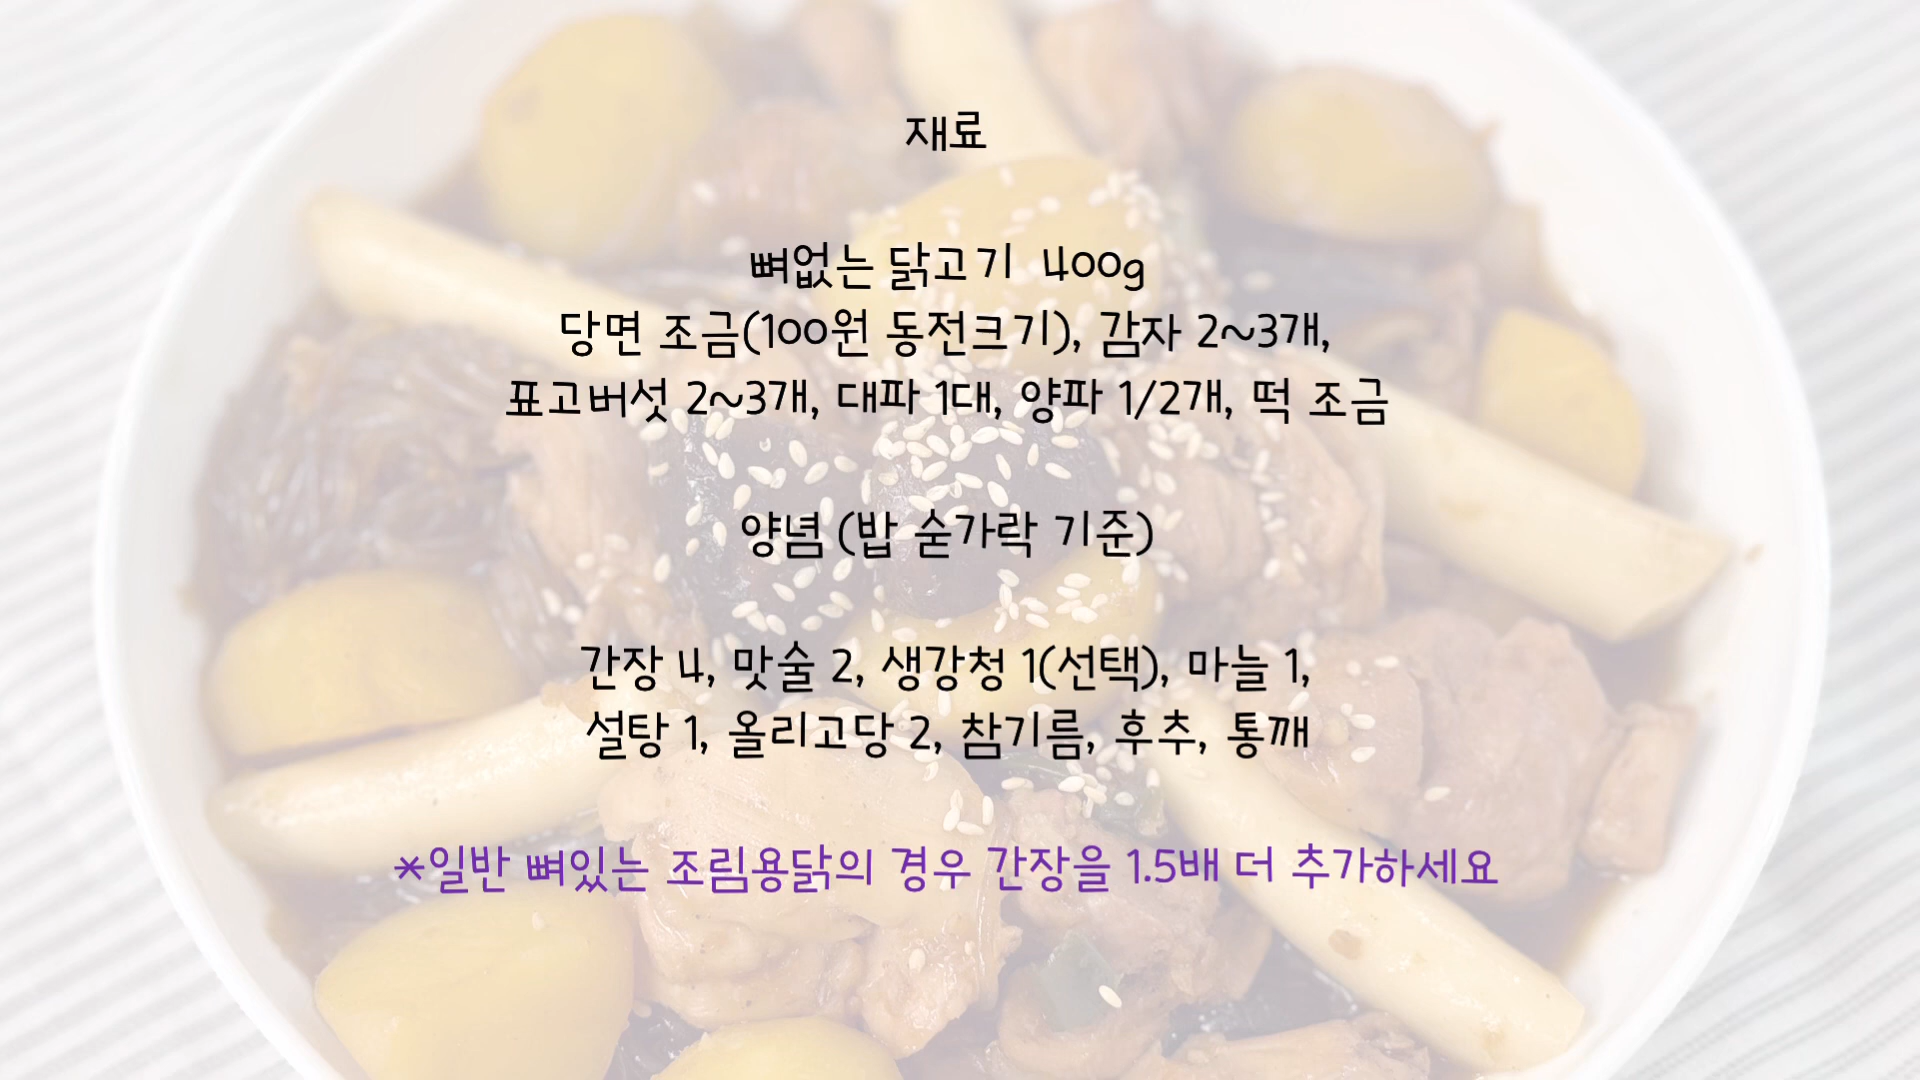 재료
뼈없는 닭고기 400g
당면 조금(100원 동전크기), 감자 2~3개,
표고버섯 2~3개, 대파 1대, 양파 1/2개, 떡 조금
양념 (밥 숟가락 기준)
간장 4, 맛술 2, 생강청 1(선택), 마늘 1,
설탕 1, 올리고당 2, 참기름, 후추, 통깨
*일반 뼈있는 조림용닭의 경우 간장을 1.5배 더 추가하세요